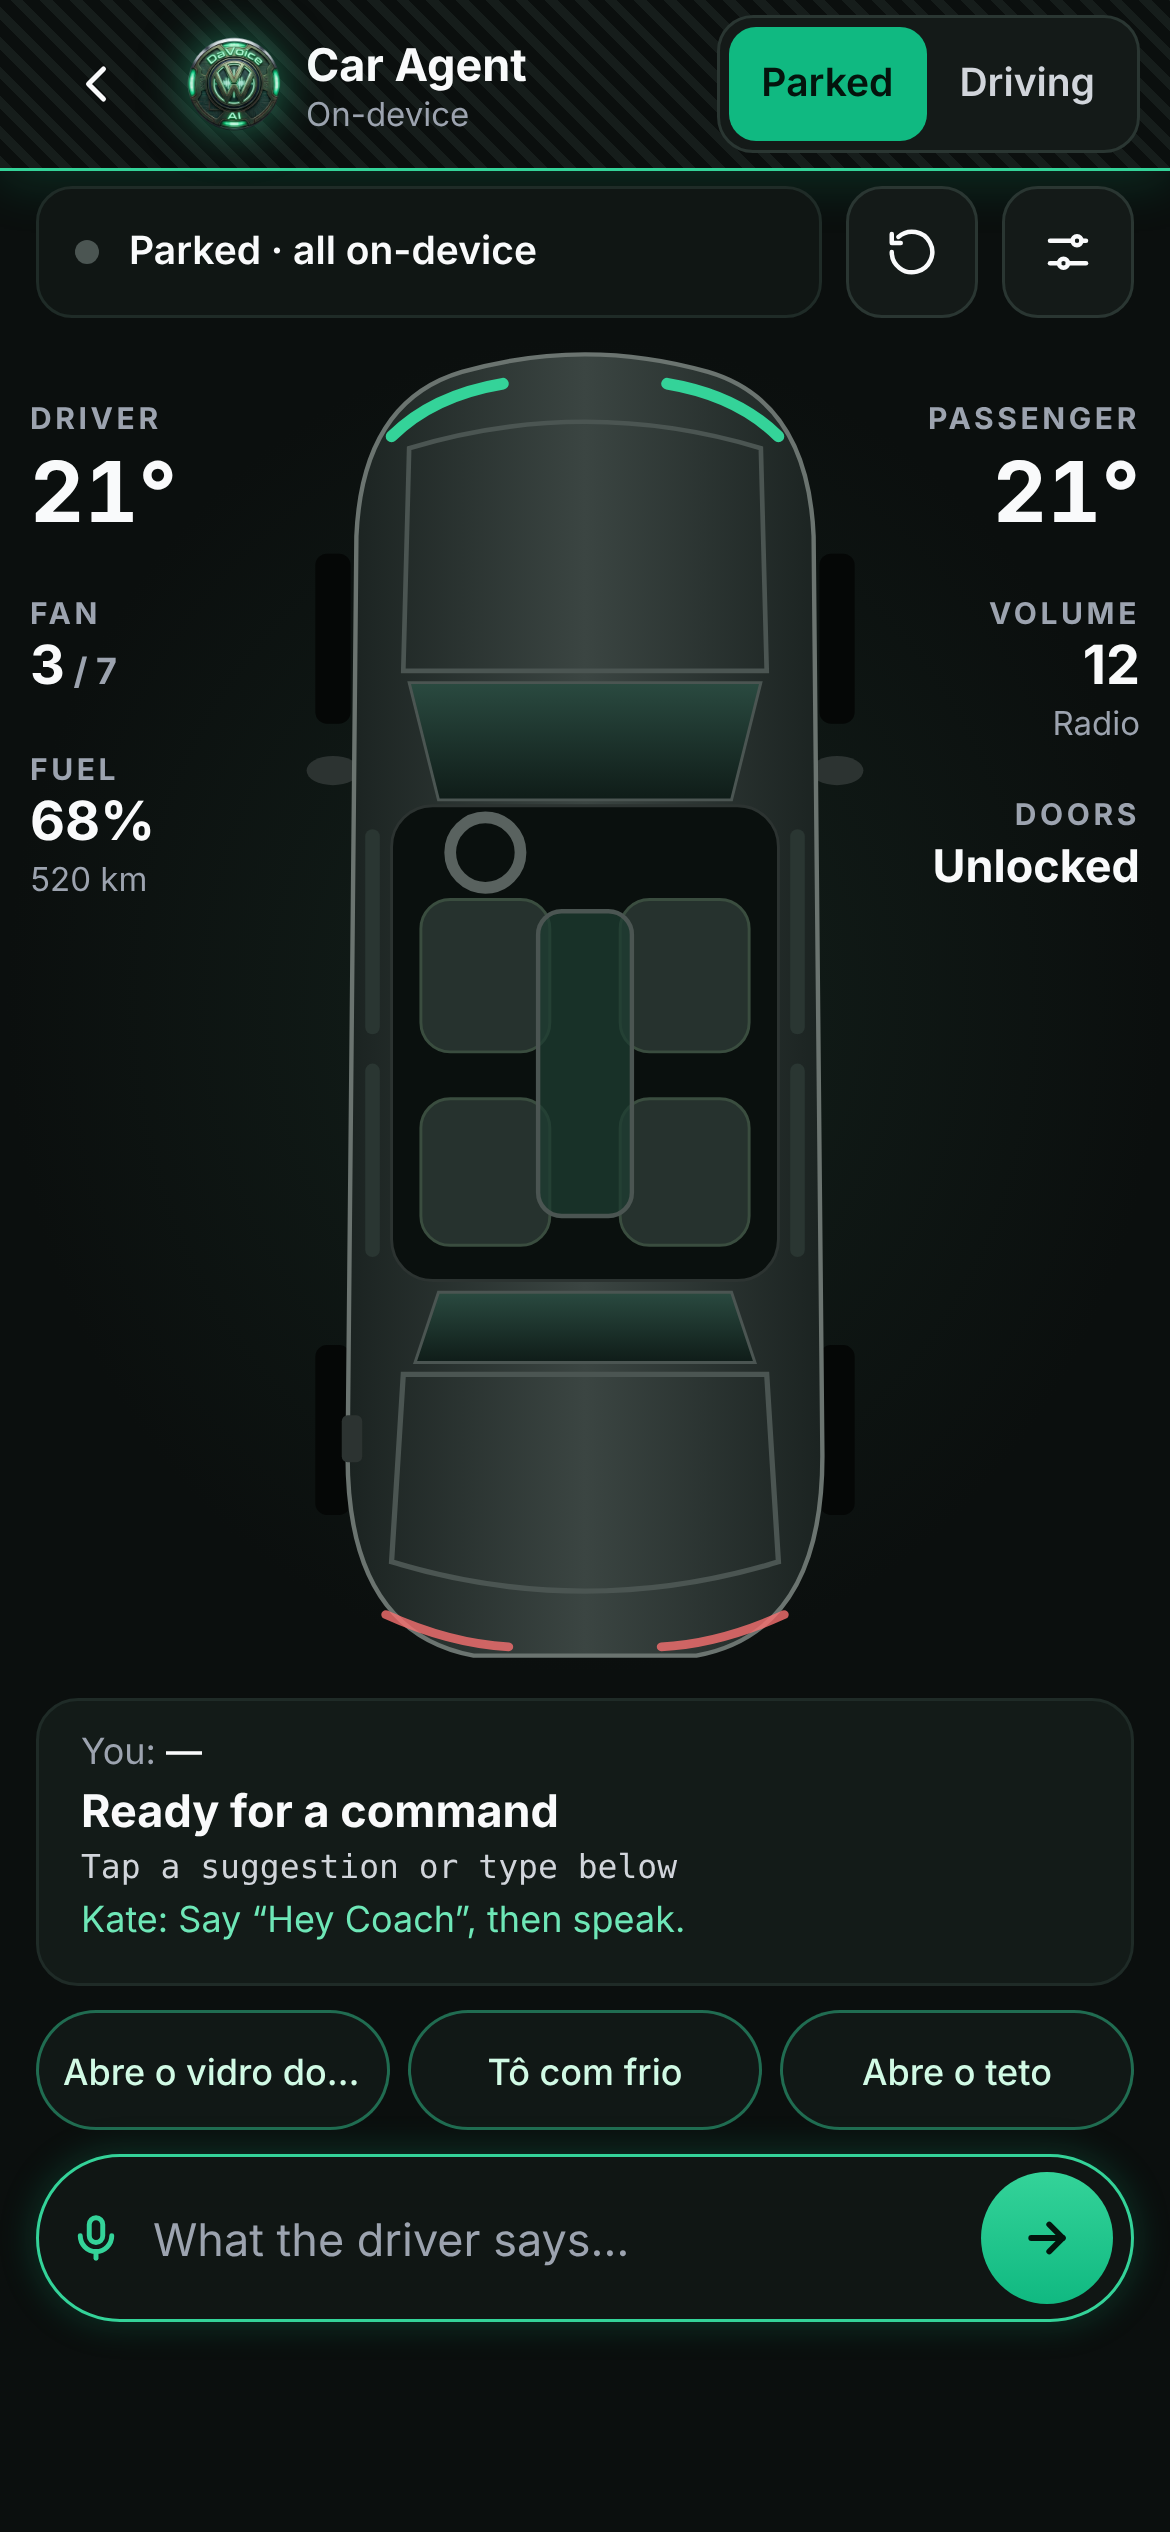 DaVoice
AI
Car Agent
On-device
Parked
Driving
Parked · all on-device
DRIVER
21°
PASSENGER
21°
FAN
3 / 7
VOLUME
12
Radio
FUEL
68%
520 km
DOORS
Unlocked
You: —
Ready for a command
Tap a suggestion or type below
Kate: Say “Hey Coach”, then speak.
Abre o vidro do...
Tô com frio
Abre o teto
What the driver says...